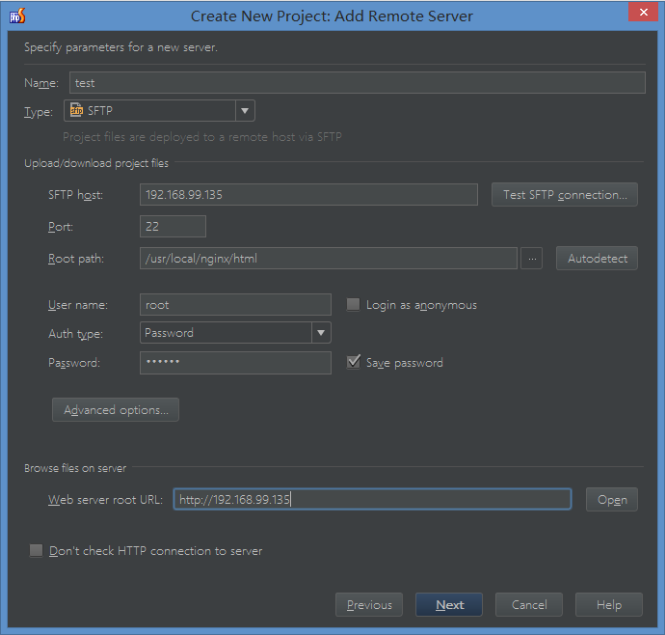 Create New Project: Add Remote Server
Specify parameters for a new server.
Name: test
Type: SFTP
Project files are deployed to a remote host via SFTP
Upload/download project files
SFTP host: 192.168.99.135 Test SFTP connection...
Port: 22
Root path: /usr/local/nginx/html ... Autodetect
User name: root Login as anonymous
Auth type: Password
Password: •••••• Save password
Advanced options...
Browse files on server
Web server root URL: http://192.168.99.135 Open
Don't check HTTP connection to server
Previous Next Cancel Help